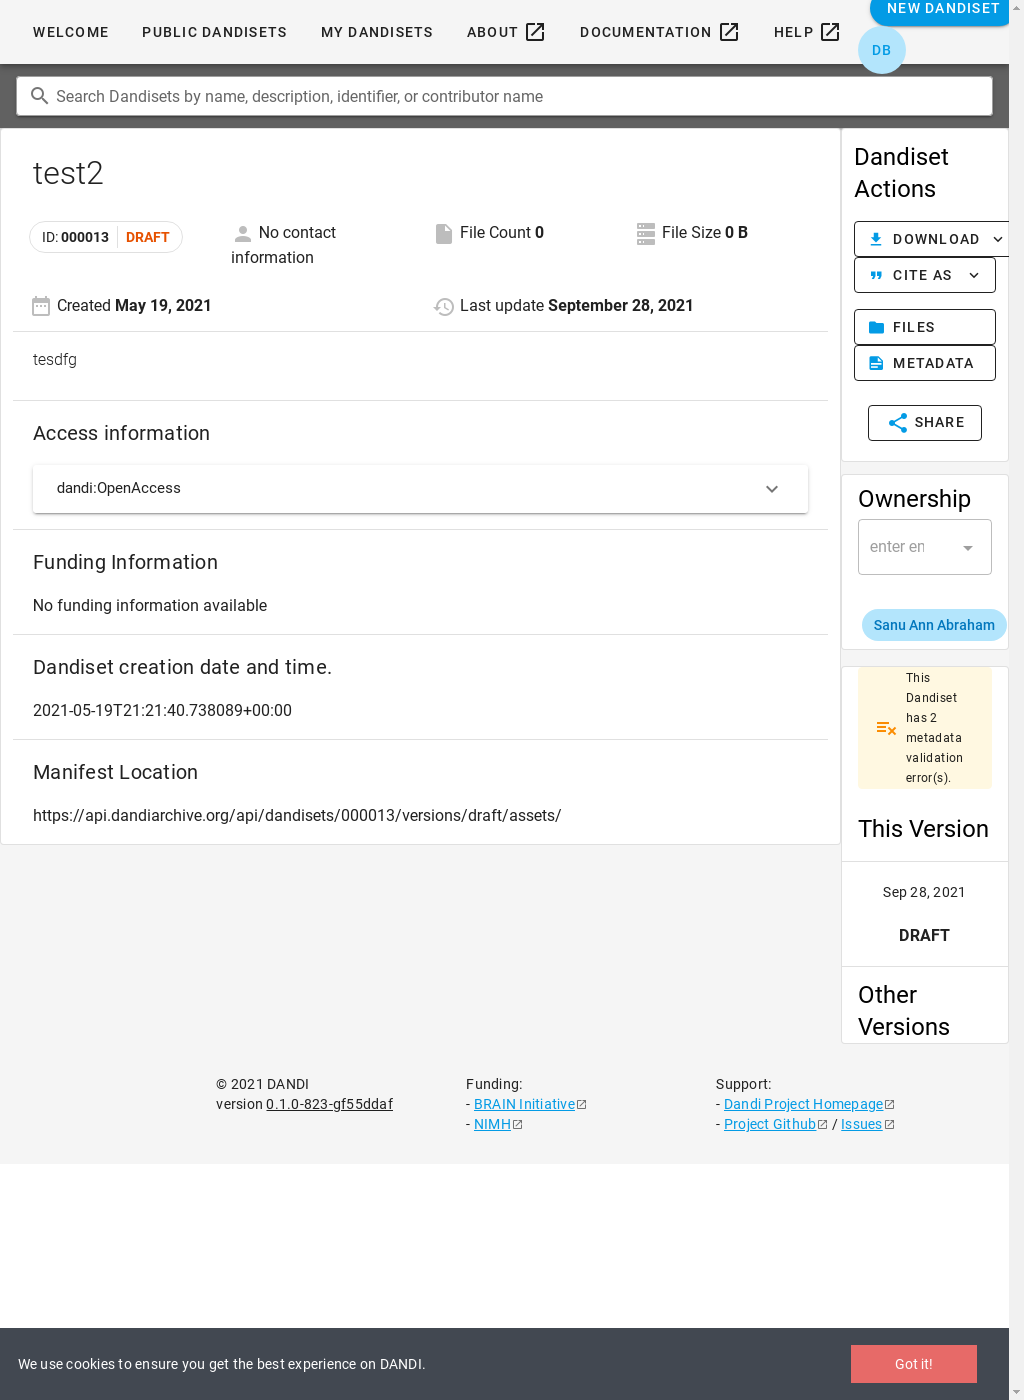 WELCOME
PUBLIC DANDISETS
MY DANDISETS
ABOUT
DOCUMENTATION
HELP
NEW DANDISET
DB
Search Dandisets by name, description, identifier, or contributor name
test2
ID: 000013 DRAFT
No contact
information
File Count 0
File Size 0 B
Created May 19, 2021
Last update September 28, 2021
tesdfg
Access information
dandi:OpenAccess
Funding Information
No funding information available
Dandiset creation date and time.
2021-05-19T21:21:40.738089+00:00
Manifest Location
https://api.dandiarchive.org/api/dandisets/000013/versions/draft/assets/
Dandiset
Actions
DOWNLOAD
CITE AS
FILES
METADATA
SHARE
Ownership
enter en
Sanu Ann Abraham
This
Dandiset
has 2
metadata
validation
error(s).
This Version
Sep 28, 2021
DRAFT
Other
Versions
© 2021 DANDI
version 0.1.0-823-gf55ddaf
Funding:
- BRAIN Initiative
- NIMH
Support:
- Dandi Project Homepage
- Project Github / Issues
We use cookies to ensure you get the best experience on DANDI.
Got it!